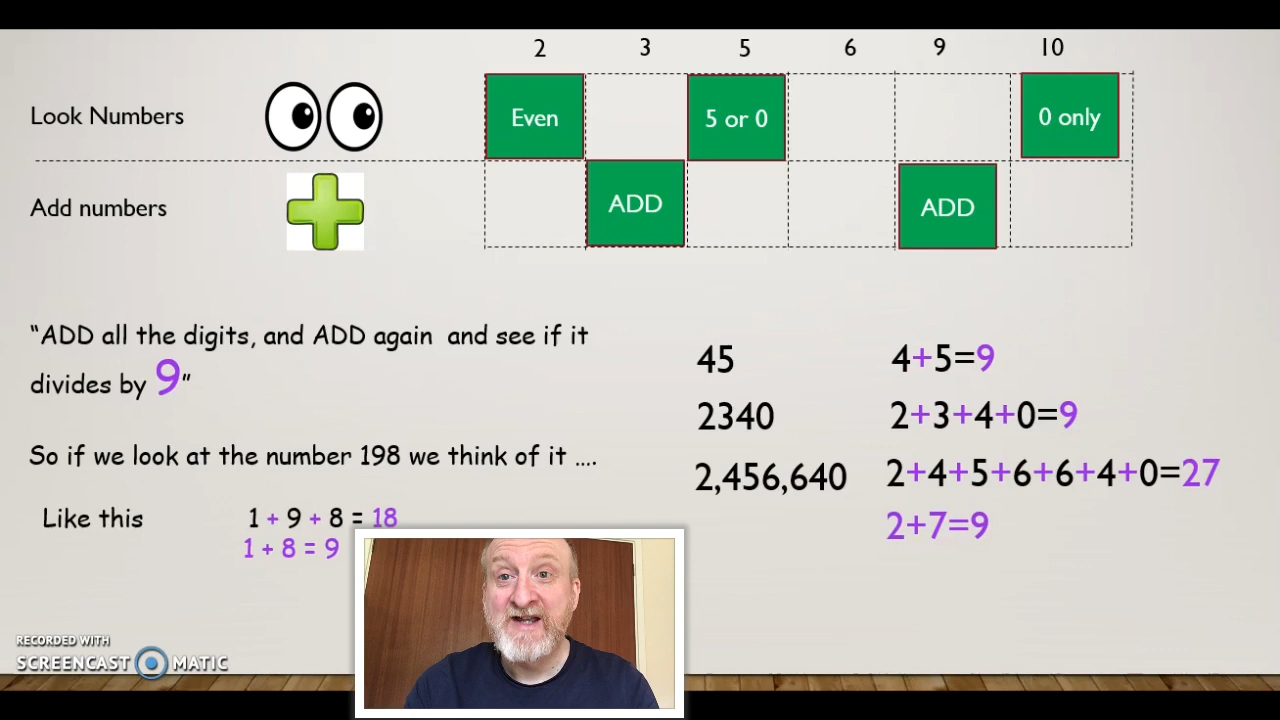 2 3 5 6 9 10
Look Numbers Even 5 or 0 0 only
Add numbers ADD ADD
“ADD all the digits, and ADD again and see if it
divides by 9”
So if we look at the number 198 we think of it ....
Like this 1 + 9 + 8 = 18
1 + 8 = 9
45 4+5=9
2340 2+3+4+0=9
2,456,640 2+4+5+6+6+4+0=27
2+7=9
RECORDED WITH
SCREENCAST MATIC